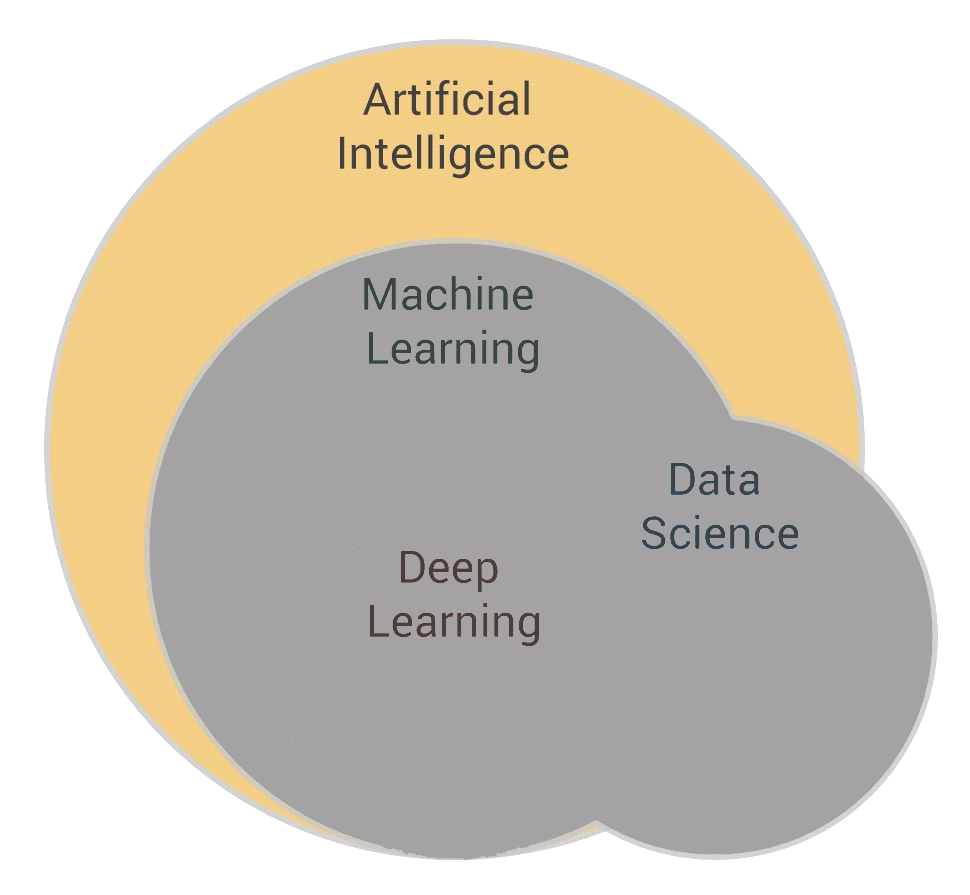 Artificial
Intelligence
Machine
Learning
Data
Science
Deep
Learning